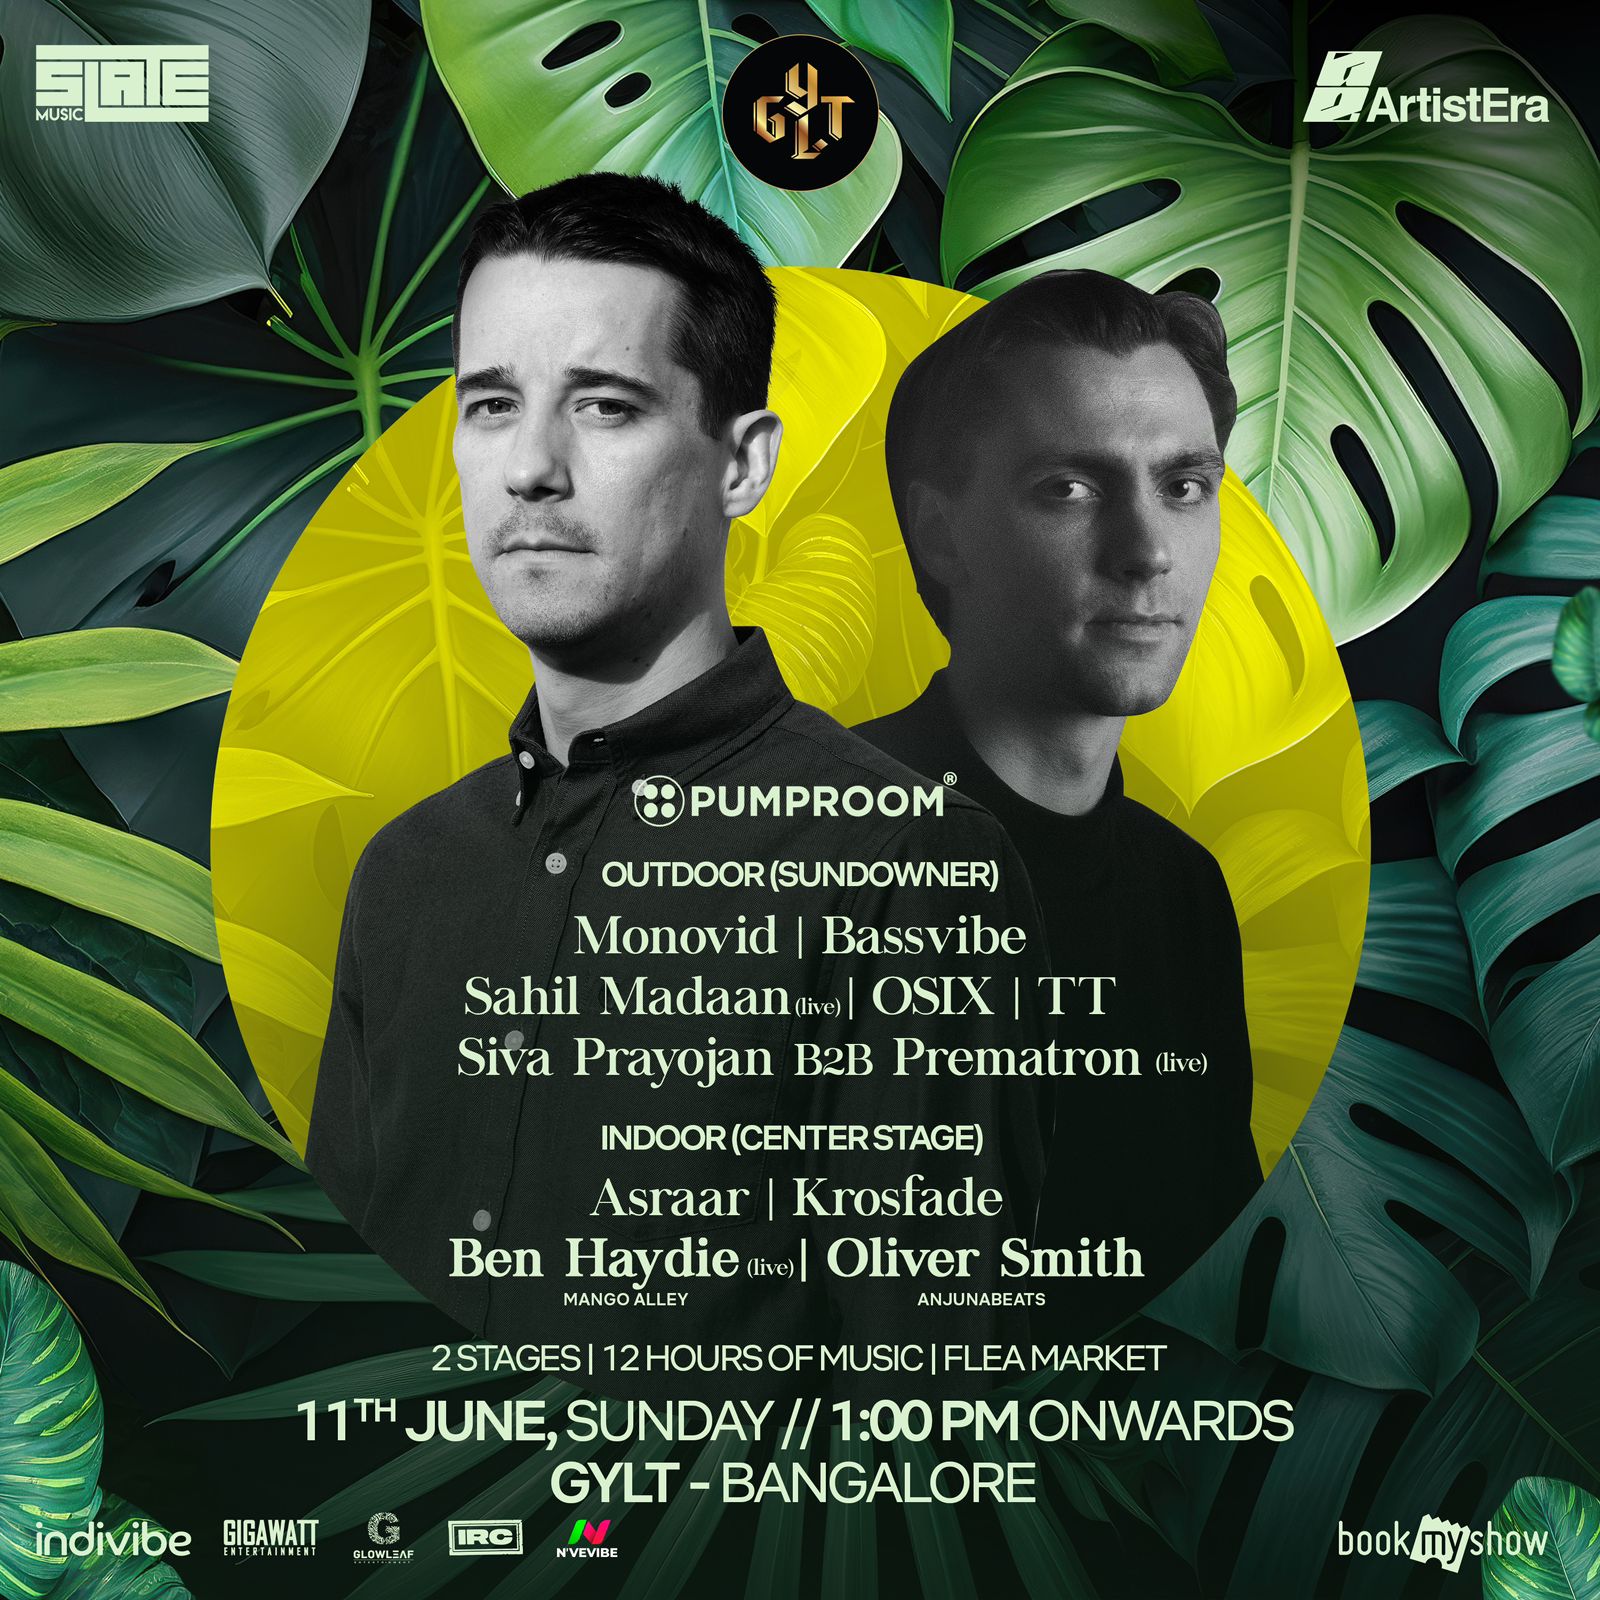 SLATE
MUSIC
GYLT
ArtistEra
PUMPROOM®
OUTDOOR (SUNDOWNER)
Monovid | Bassvibe
Sahil Madaan (live) | OSIX | TT
Siva Prayojan B2B Prematron (live)
INDOOR (CENTER STAGE)
Asraar | Krosfade
Ben Haydie (live) | Oliver Smith
MANGO ALLEY ANJUNABEATS
2 STAGES | 12 HOURS OF MUSIC | FLEA MARKET
11TH JUNE, SUNDAY // 1:00 PM ONWARDS
GYLT - BANGALORE
indivibe
GIGAWATT
ENTERTAINMENT
GLOWLEAF
ENTERTAINMENT
IRC
N'VEVIBE
bookmyshow